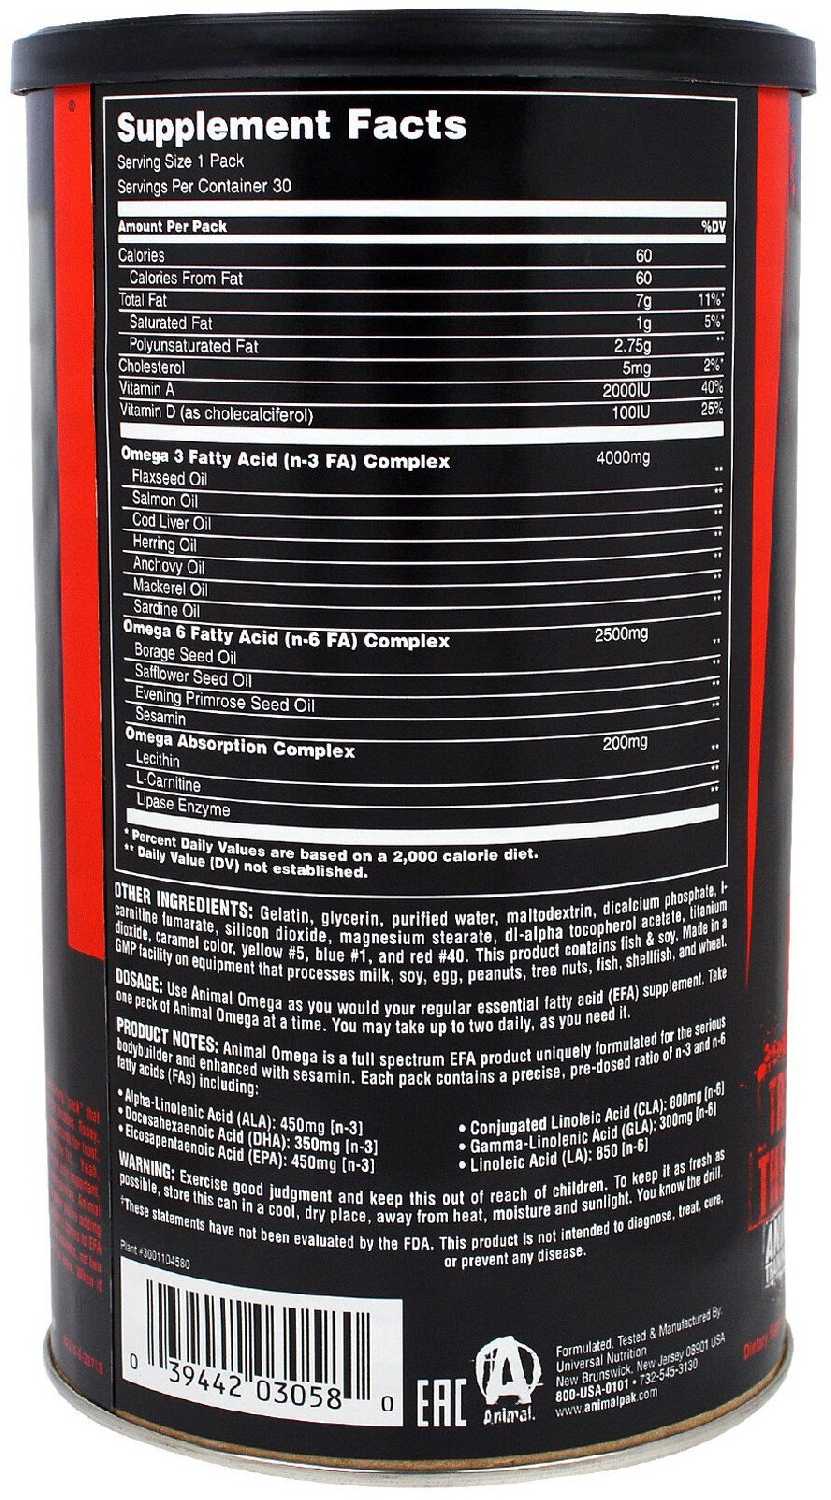 Supplement Facts
Serving Size 1 Pack
Servings Per Container 30
Amount Per Pack %DV
Calories 60
Calories From Fat 60
Total Fat 7g 11%*
Saturated Fat 1g 5%*
Polyunsaturated Fat 2.75g **
Cholesterol 5mg 2%*
Vitamin A 2000IU 40%
Vitamin D (as cholecalciferol) 100IU 25%
Omega 3 Fatty Acid (n-3 FA) Complex 4000mg
Flaxseed Oil **
Salmon Oil **
Cod Liver Oil **
Herring Oil **
Anchovy Oil **
Mackerel Oil **
Sardine Oil **
Omega 6 Fatty Acid (n-6 FA) Complex 2500mg
Borage Seed Oil **
Safflower Seed Oil **
Evening Primrose Seed Oil **
Sesamin **
Omega Absorption Complex 200mg
Lecithin **
L-Carnitine **
Lipase Enzyme **
* Percent Daily Values are based on a 2,000 calorie diet.
** Daily Value (DV) not established.
OTHER INGREDIENTS: Gelatin, glycerin, purified water, maltodextrin, dicalcium phosphate, l-
carnitine fumarate, silicon dioxide, magnesium stearate, dl-alpha tocopherol acetate, titanium
dioxide, caramel color, yellow #5, blue #1, and red #40. This product contains fish & soy. Made in a
GMP facility on equipment that processes milk, soy, egg, peanuts, tree nuts, fish, shellfish, and wheat.
DOSAGE: Use Animal Omega as you would your regular essential fatty acid (EFA) supplement. Take
one pack of Animal Omega at a time. You may take up to two daily, as you need it.
PRODUCT NOTES: Animal Omega is a full spectrum EFA product uniquely formulated for the serious
bodybuilder and enhanced with sesamin. Each pack contains a precise, pre-dosed ratio of n-3 and n-6
fatty acids (FAs) including:
• Alpha-Linolenic Acid (ALA): 450mg [n-3]
• Docosahexaenoic Acid (DHA): 350mg [n-3]
• Eicosapentaenoic Acid (EPA): 450mg [n-3]
• Conjugated Linoleic Acid (CLA): 600mg [n-6]
• Gamma-Linolenic Acid (GLA): 300mg [n-6]
• Linoleic Acid (LA): 850 [n-6]
WARNING: Exercise good judgment and keep this out of reach of children. To keep it as fresh as
possible, store this can in a cool, dry place, away from heat, moisture and sunlight. You know the drill.
†These statements have not been evaluated by the FDA. This product is not intended to diagnose, treat, cure,
or prevent any disease.
Plant #3001104580
0 39442 03058 0
EAC
A
Animal.
Formulated, Tested & Manufactured By:
Universal Nutrition
New Brunswick, New Jersey 08901 USA
800-USA-0101 • 732-545-3130
www.animalpak.com